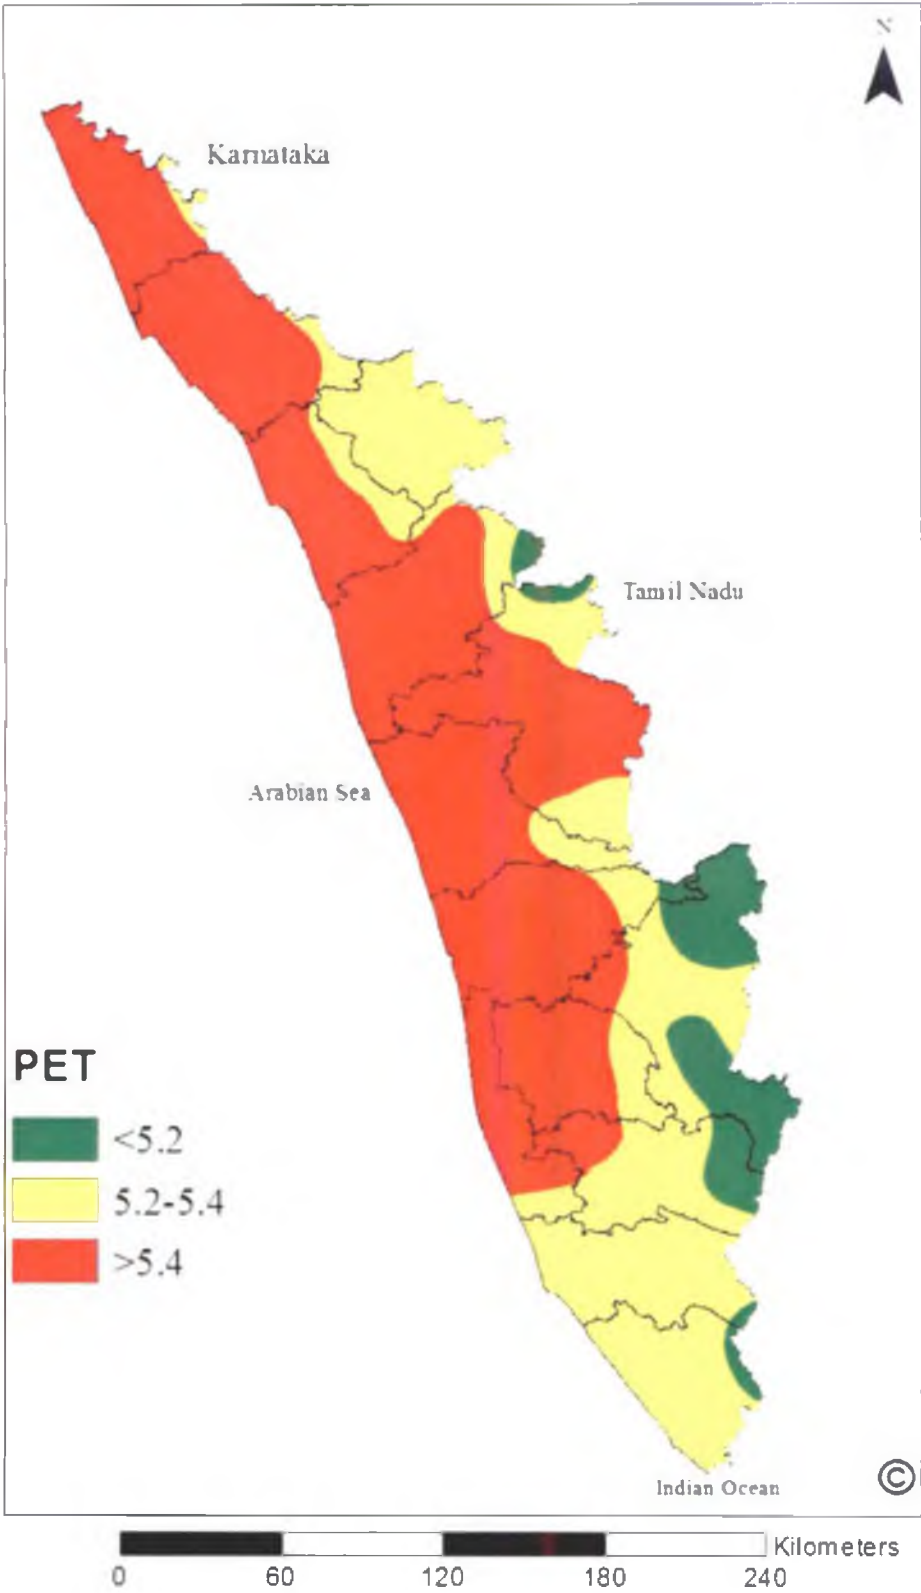 N
Karnataka
Tamil Nadu
Arabian Sea
PET
<5.2
5.2-5.4
>5.4
Indian Ocean
©
Kilometers
0 60 120 180 240